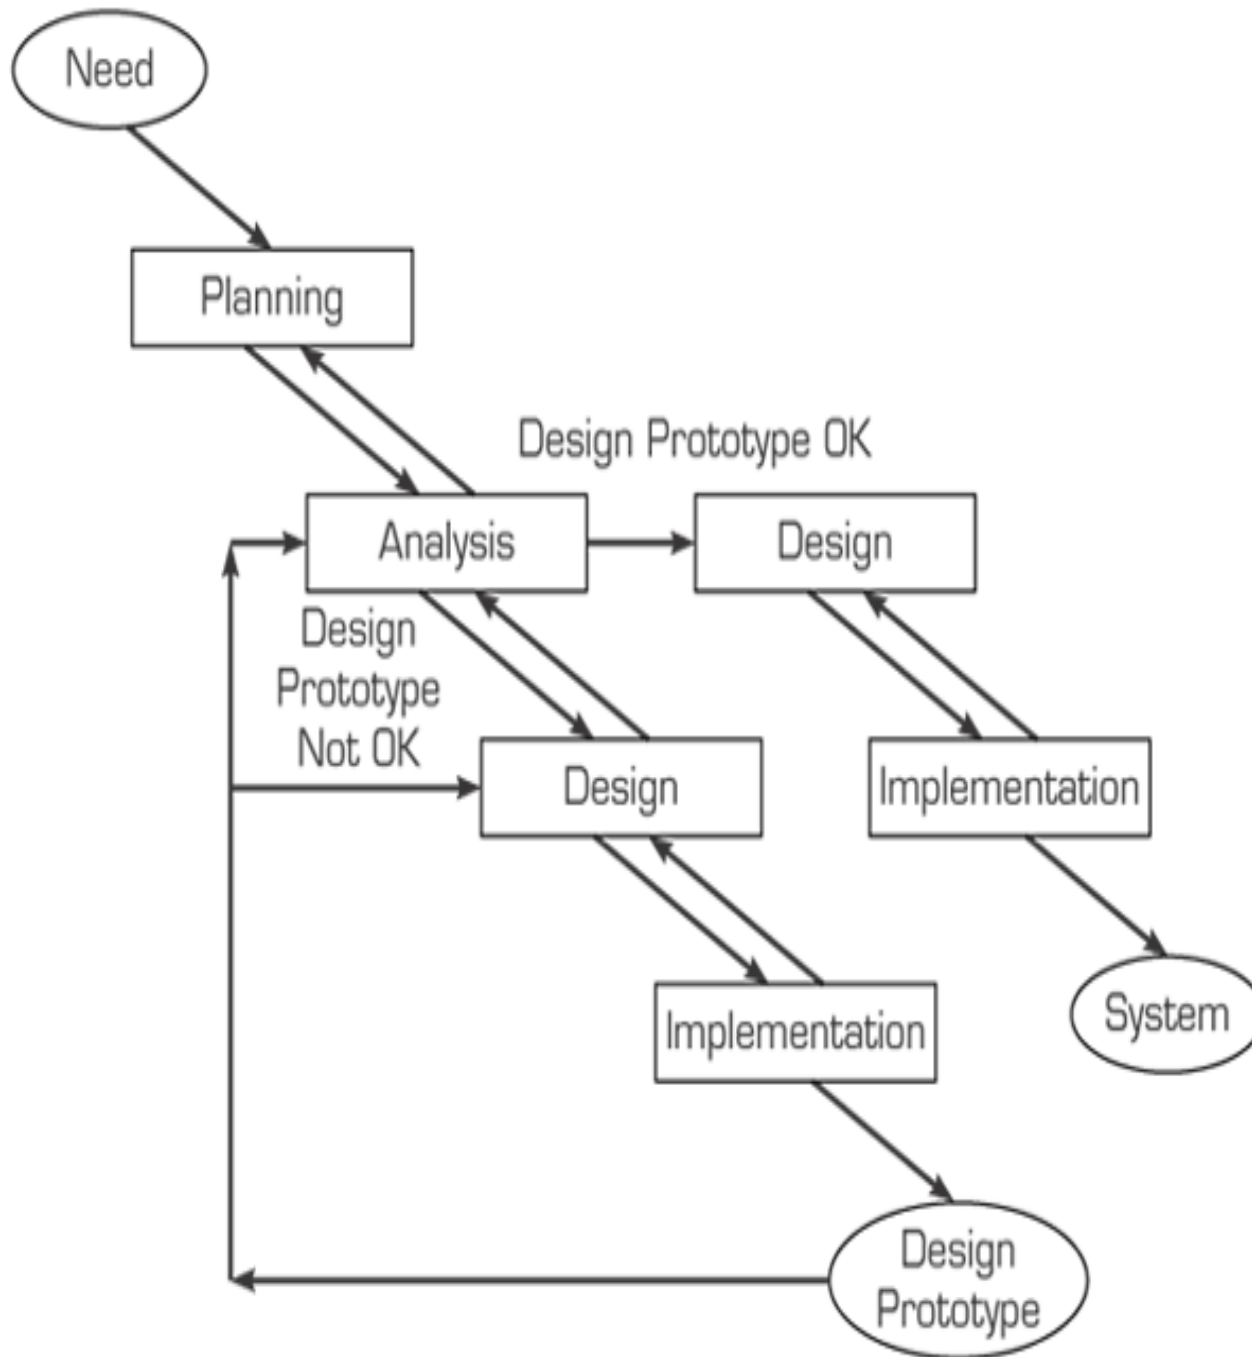 Need
Planning
Design Prototype OK
Analysis
Design
Design
Prototype
Not OK
Design
Implementation
System
Implementation
Design
Prototype